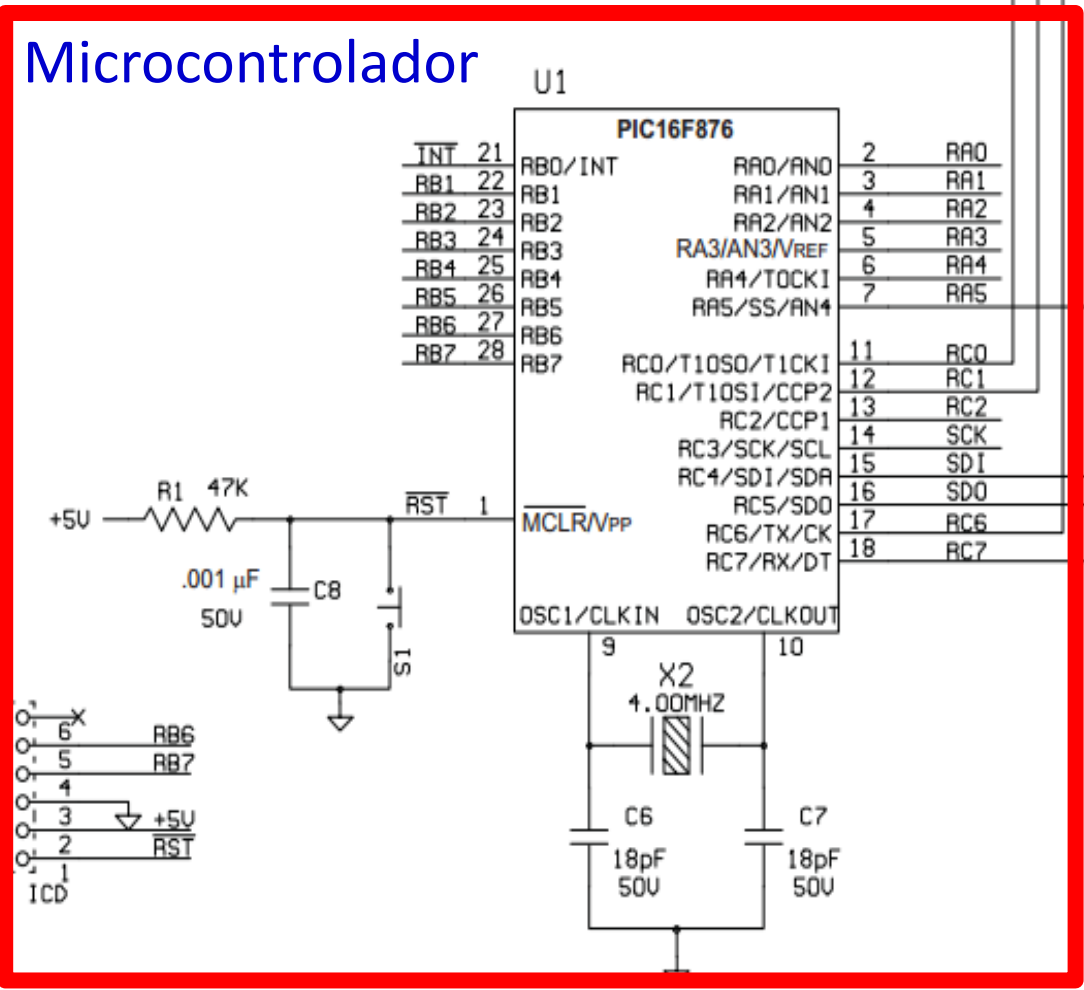 Microcontrolador
U1
PIC16F876
INT 21 RB0/INT
RB1 22 RB1
RB2 23 RB2
RB3 24 RB3
RB4 25 RB4
RB5 26 RB5
RB6 27 RB6
RB7 28 RB7
RA0/AN0 2 RA0
RA1/AN1 3 RA1
RA2/AN2 4 RA2
RA3/AN3/VREF 5 RA3
RA4/TOCKI 6 RA4
RA5/SS/AN4 7 RA5
RC0/T1OSO/T1CKI 11 RC0
RC1/T1OSI/CCP2 12 RC1
RC2/CCP1 13 RC2
RC3/SCK/SCL 14 SCK
RC4/SDI/SDA 15 SDI
RC5/SDO 16 SDO
RC6/TX/CK 17 RC6
RC7/RX/DT 18 RC7
R1 47K
+5V
RST 1 MCLR/VPP
.001 µF C8
50V
S1
OSC1/CLKIN OSC2/CLKOUT
9 10
X2
4.00MHZ
C6
18pF
50V
C7
18pF
50V
X
6 RB6
5 RB7
4
3 +5V
2 RST
1
ICD